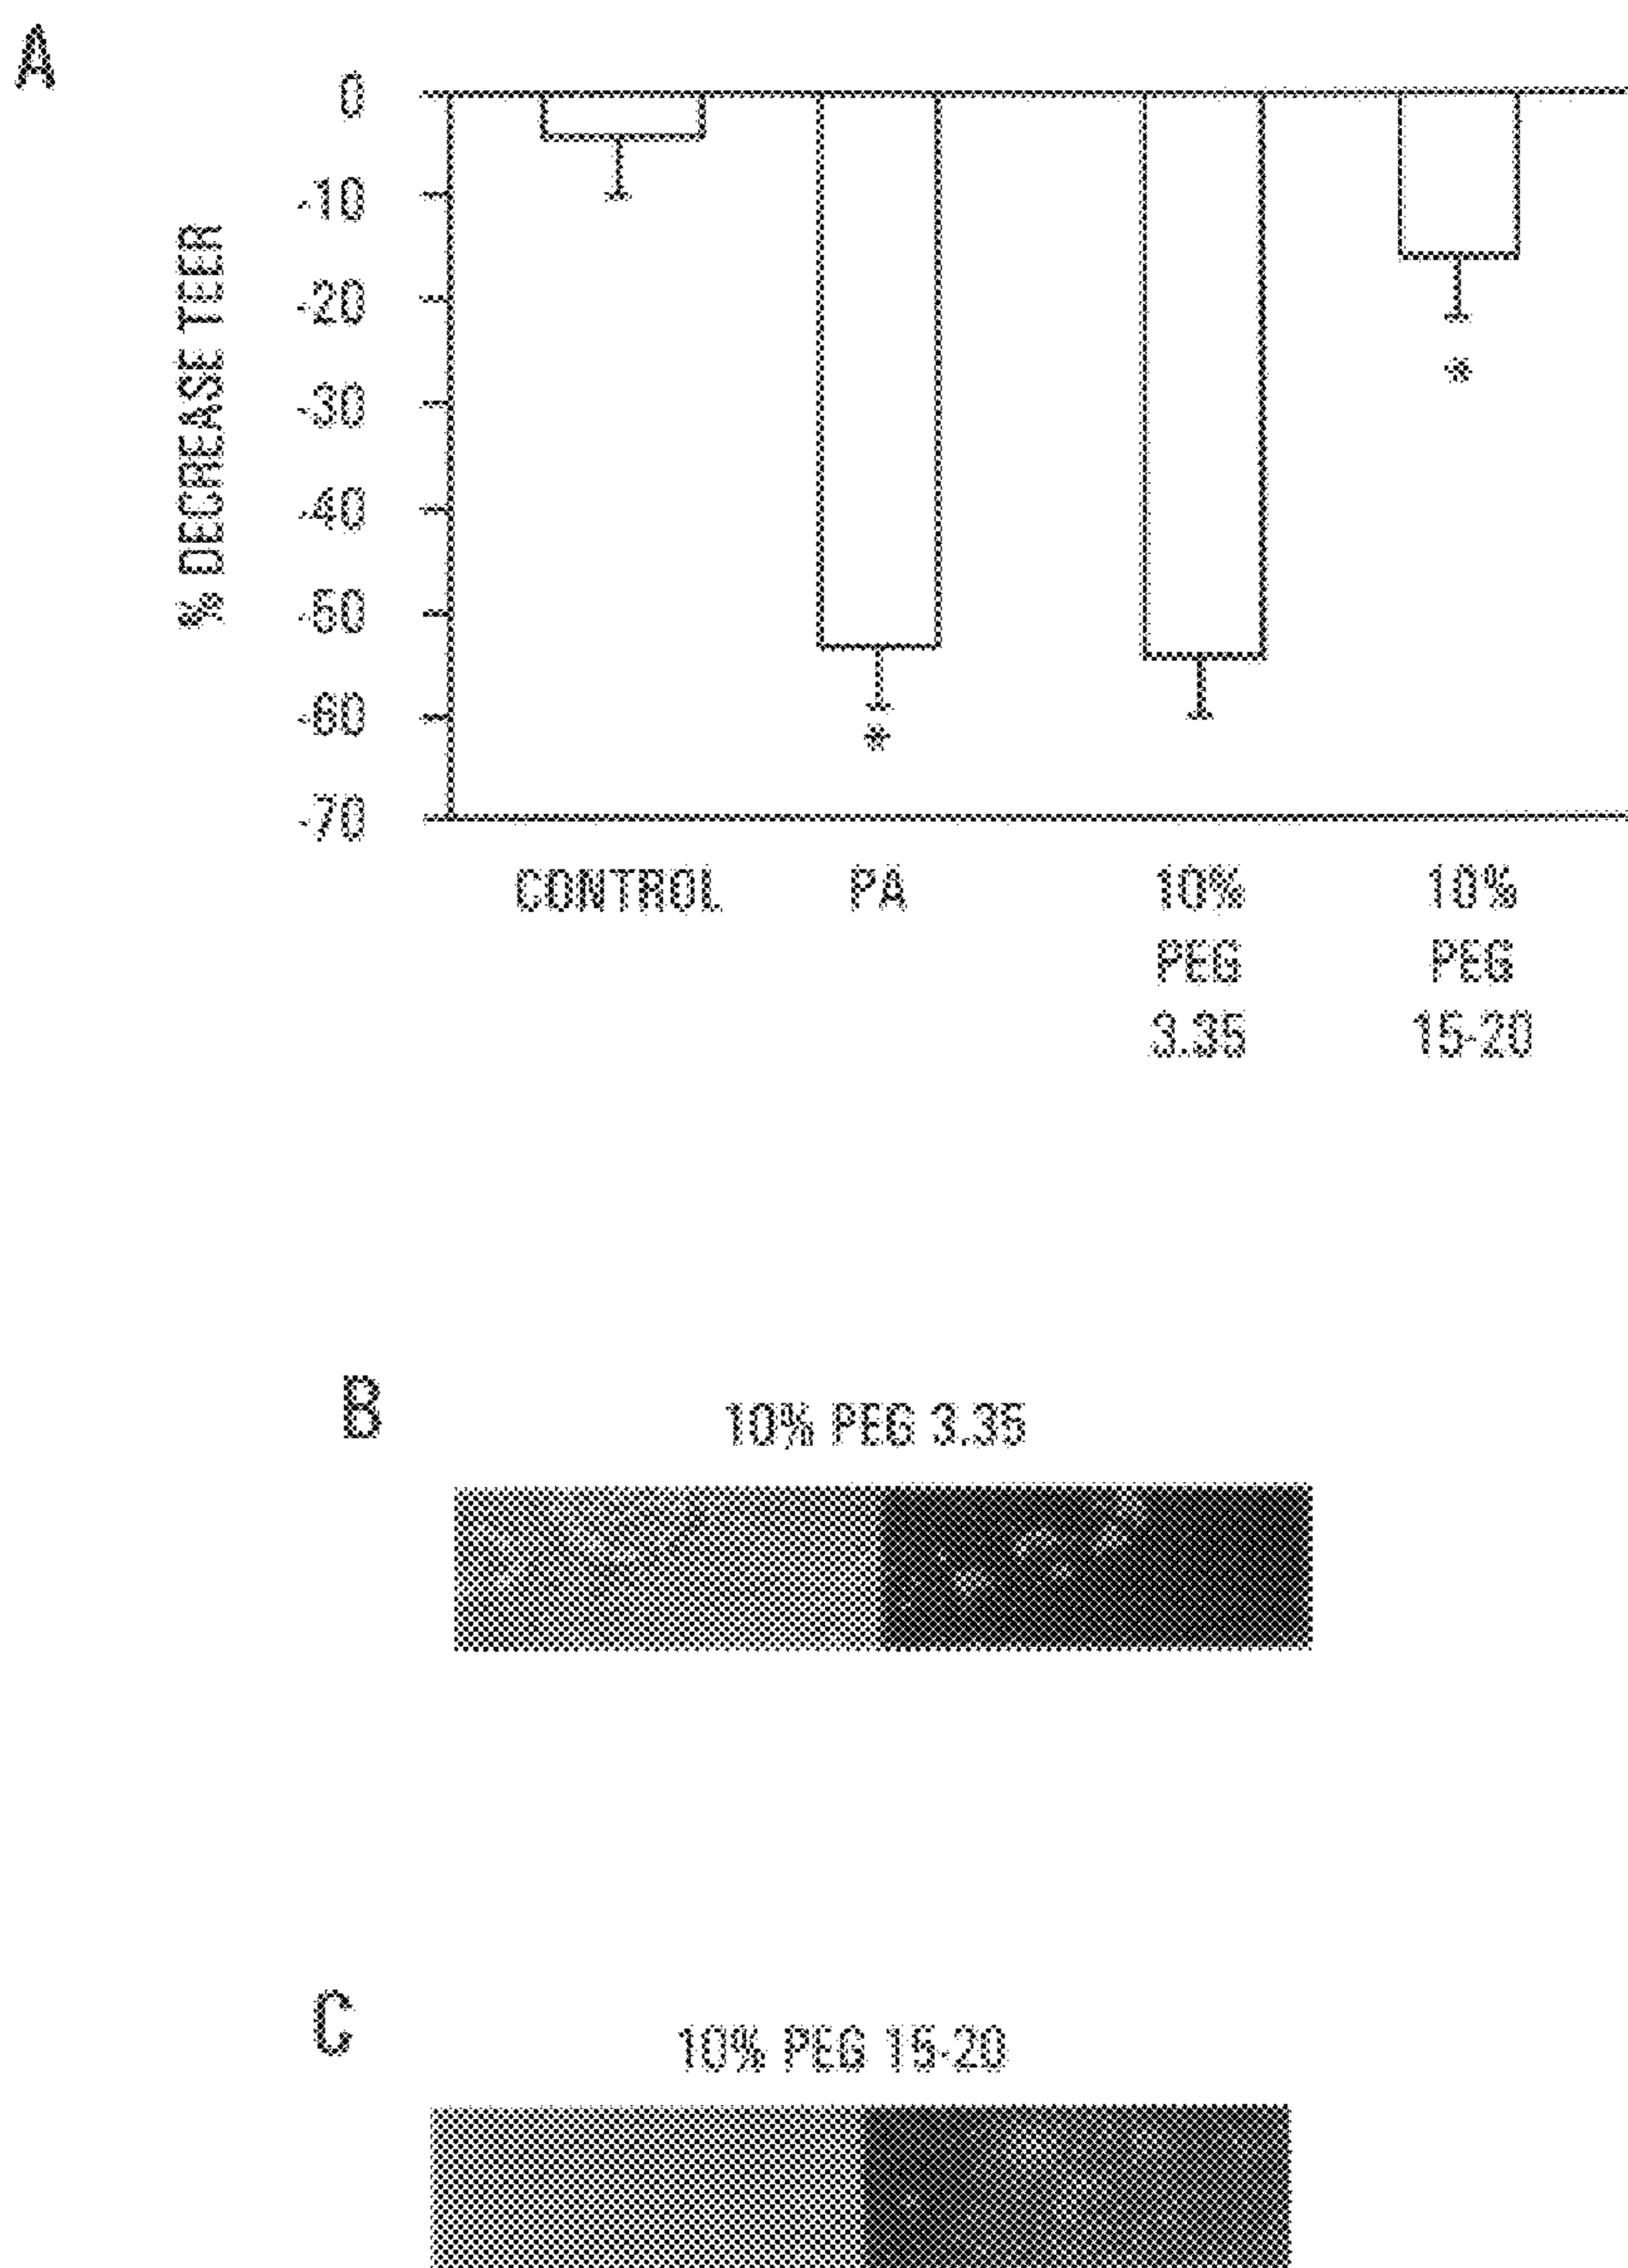 A
0
-10
-20
-30
-40
-50
-60
-70
% DECREASE TEER
*
*
CONTROL
PA
10%
PEG
3.35
10%
PEG
15-20
B
10% PEG 3.35
C
10% PEG 15-20